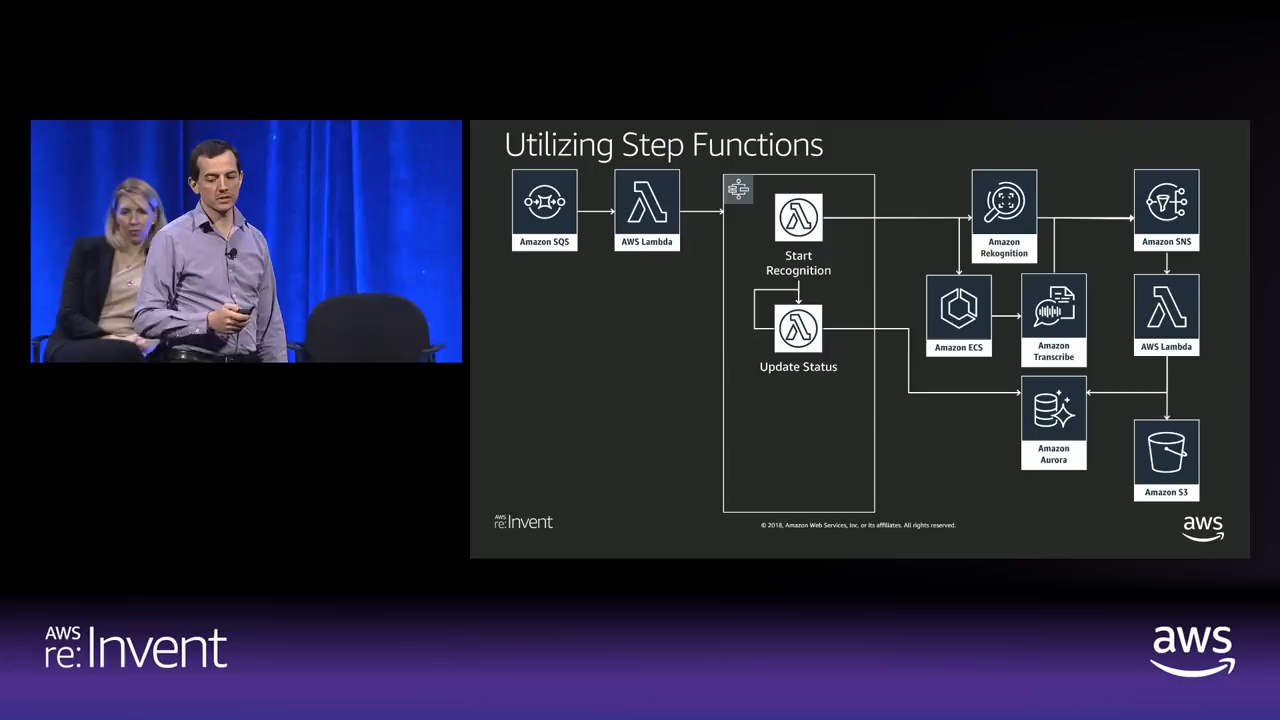 Utilizing Step Functions
Amazon SQS
AWS Lambda
Start
Recognition
Update Status
Amazon
Rekognition
Amazon SNS
Amazon ECS
Amazon
Transcribe
AWS Lambda
Amazon
Aurora
Amazon S3
AWS
re:Invent
© 2018, Amazon Web Services, Inc. or its affiliates. All rights reserved.
aws
AWS
re:Invent
aws